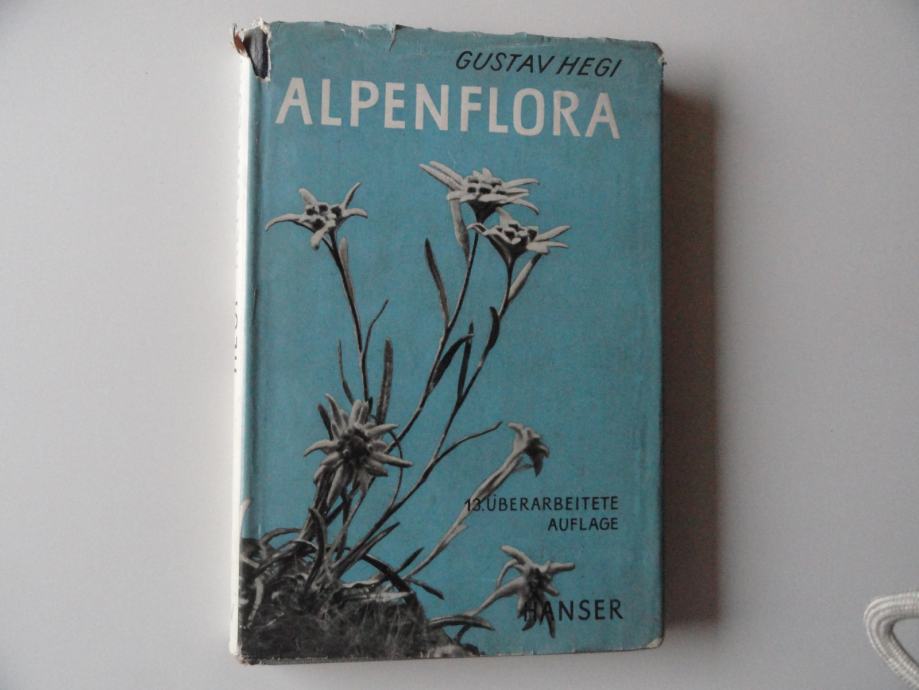 GUSTAV HEGI
ALPENFLORA
13. ÜBERARBEITETE
AUFLAGE
HANSER